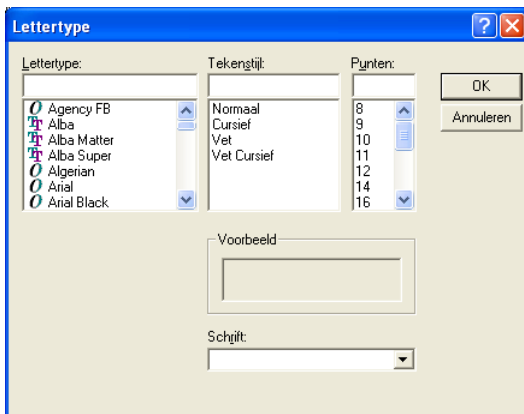 Lettertype
Lettertype:
Agency FB
Alba
Alba Matter
Alba Super
Algerian
Arial
Arial Black
Tekenstijl:
Normaal
Cursief
Vet
Vet Cursief
Punten:
8
9
10
11
12
14
16
OK
Annuleren
Voorbeeld
Schrift: